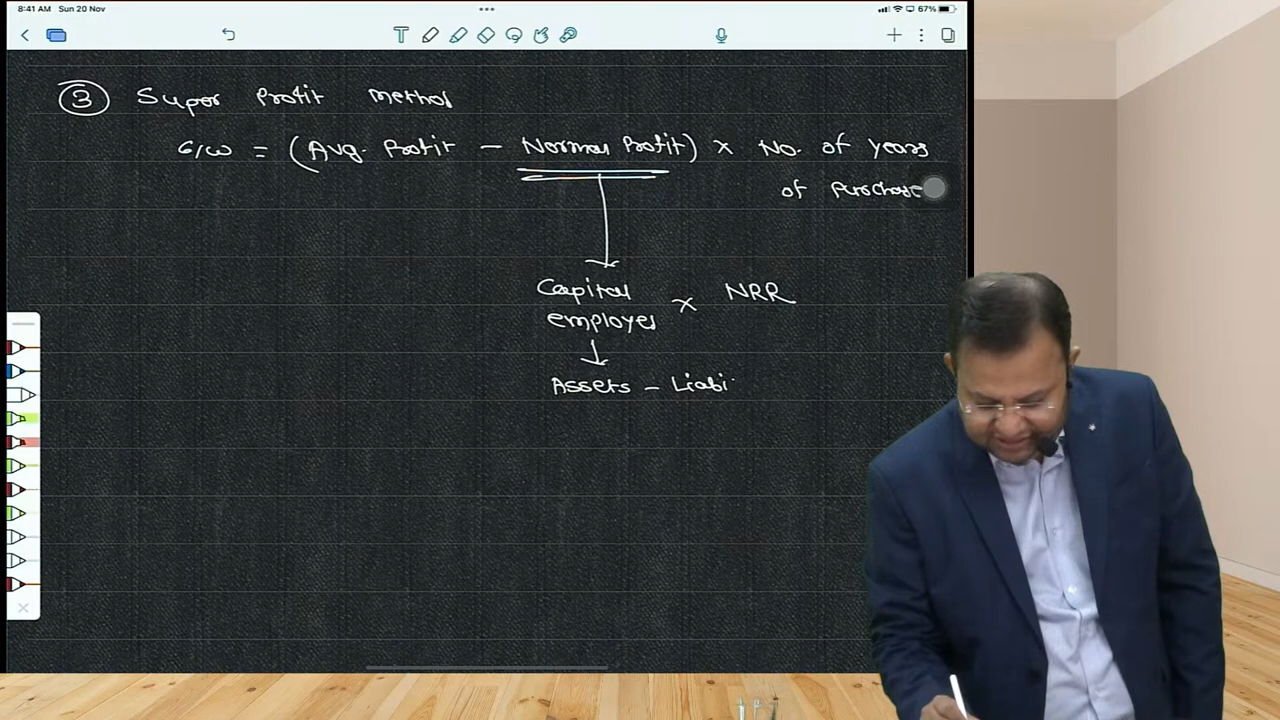 8:41 AM Sun 20 Nov
67%
3 Super Profit Method
G/W = (Avg. Profit - Normal Profit) x No. of years
of Purchase
Capital x NRR
employed
Assets - Liabi